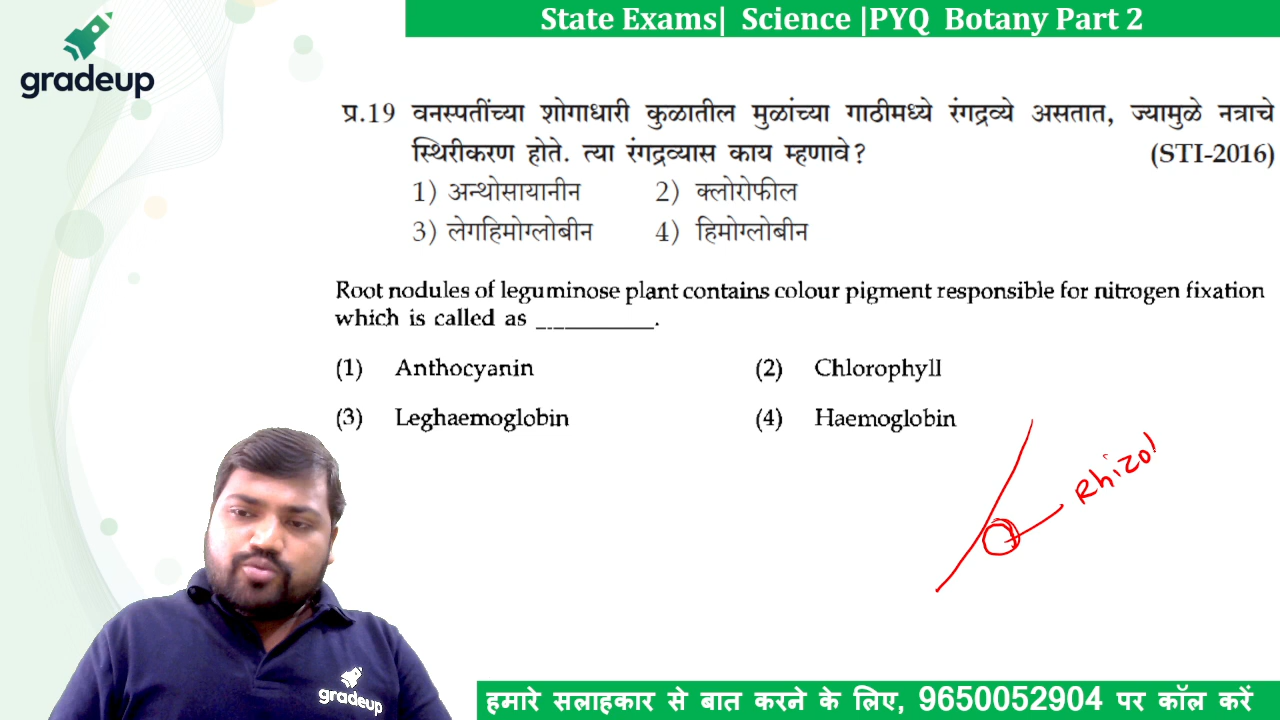 State Exams| Science |PYQ Botany Part 2
gradeup
प्र.19 वनस्पतींच्या शोगाधारी कुळातील मुळांच्या गाठीमध्ये रंगद्रव्ये असतात, ज्यामुळे नत्राचे
स्थिरीकरण होते. त्या रंगद्रव्यास काय म्हणावे? (STI-2016)
1) अन्थोसायानीन 2) क्लोरोफील
3) लेगहिमोग्लोबीन 4) हिमोग्लोबीन
Root nodules of leguminose plant contains colour pigment responsible for nitrogen fixation
which is called as __________.
(1) Anthocyanin (2) Chlorophyll
(3) Leghaemoglobin (4) Haemoglobin
Rhizo
gradeup
हमारे सलाहकार से बात करने के लिए, 9650052904 पर कॉल करें